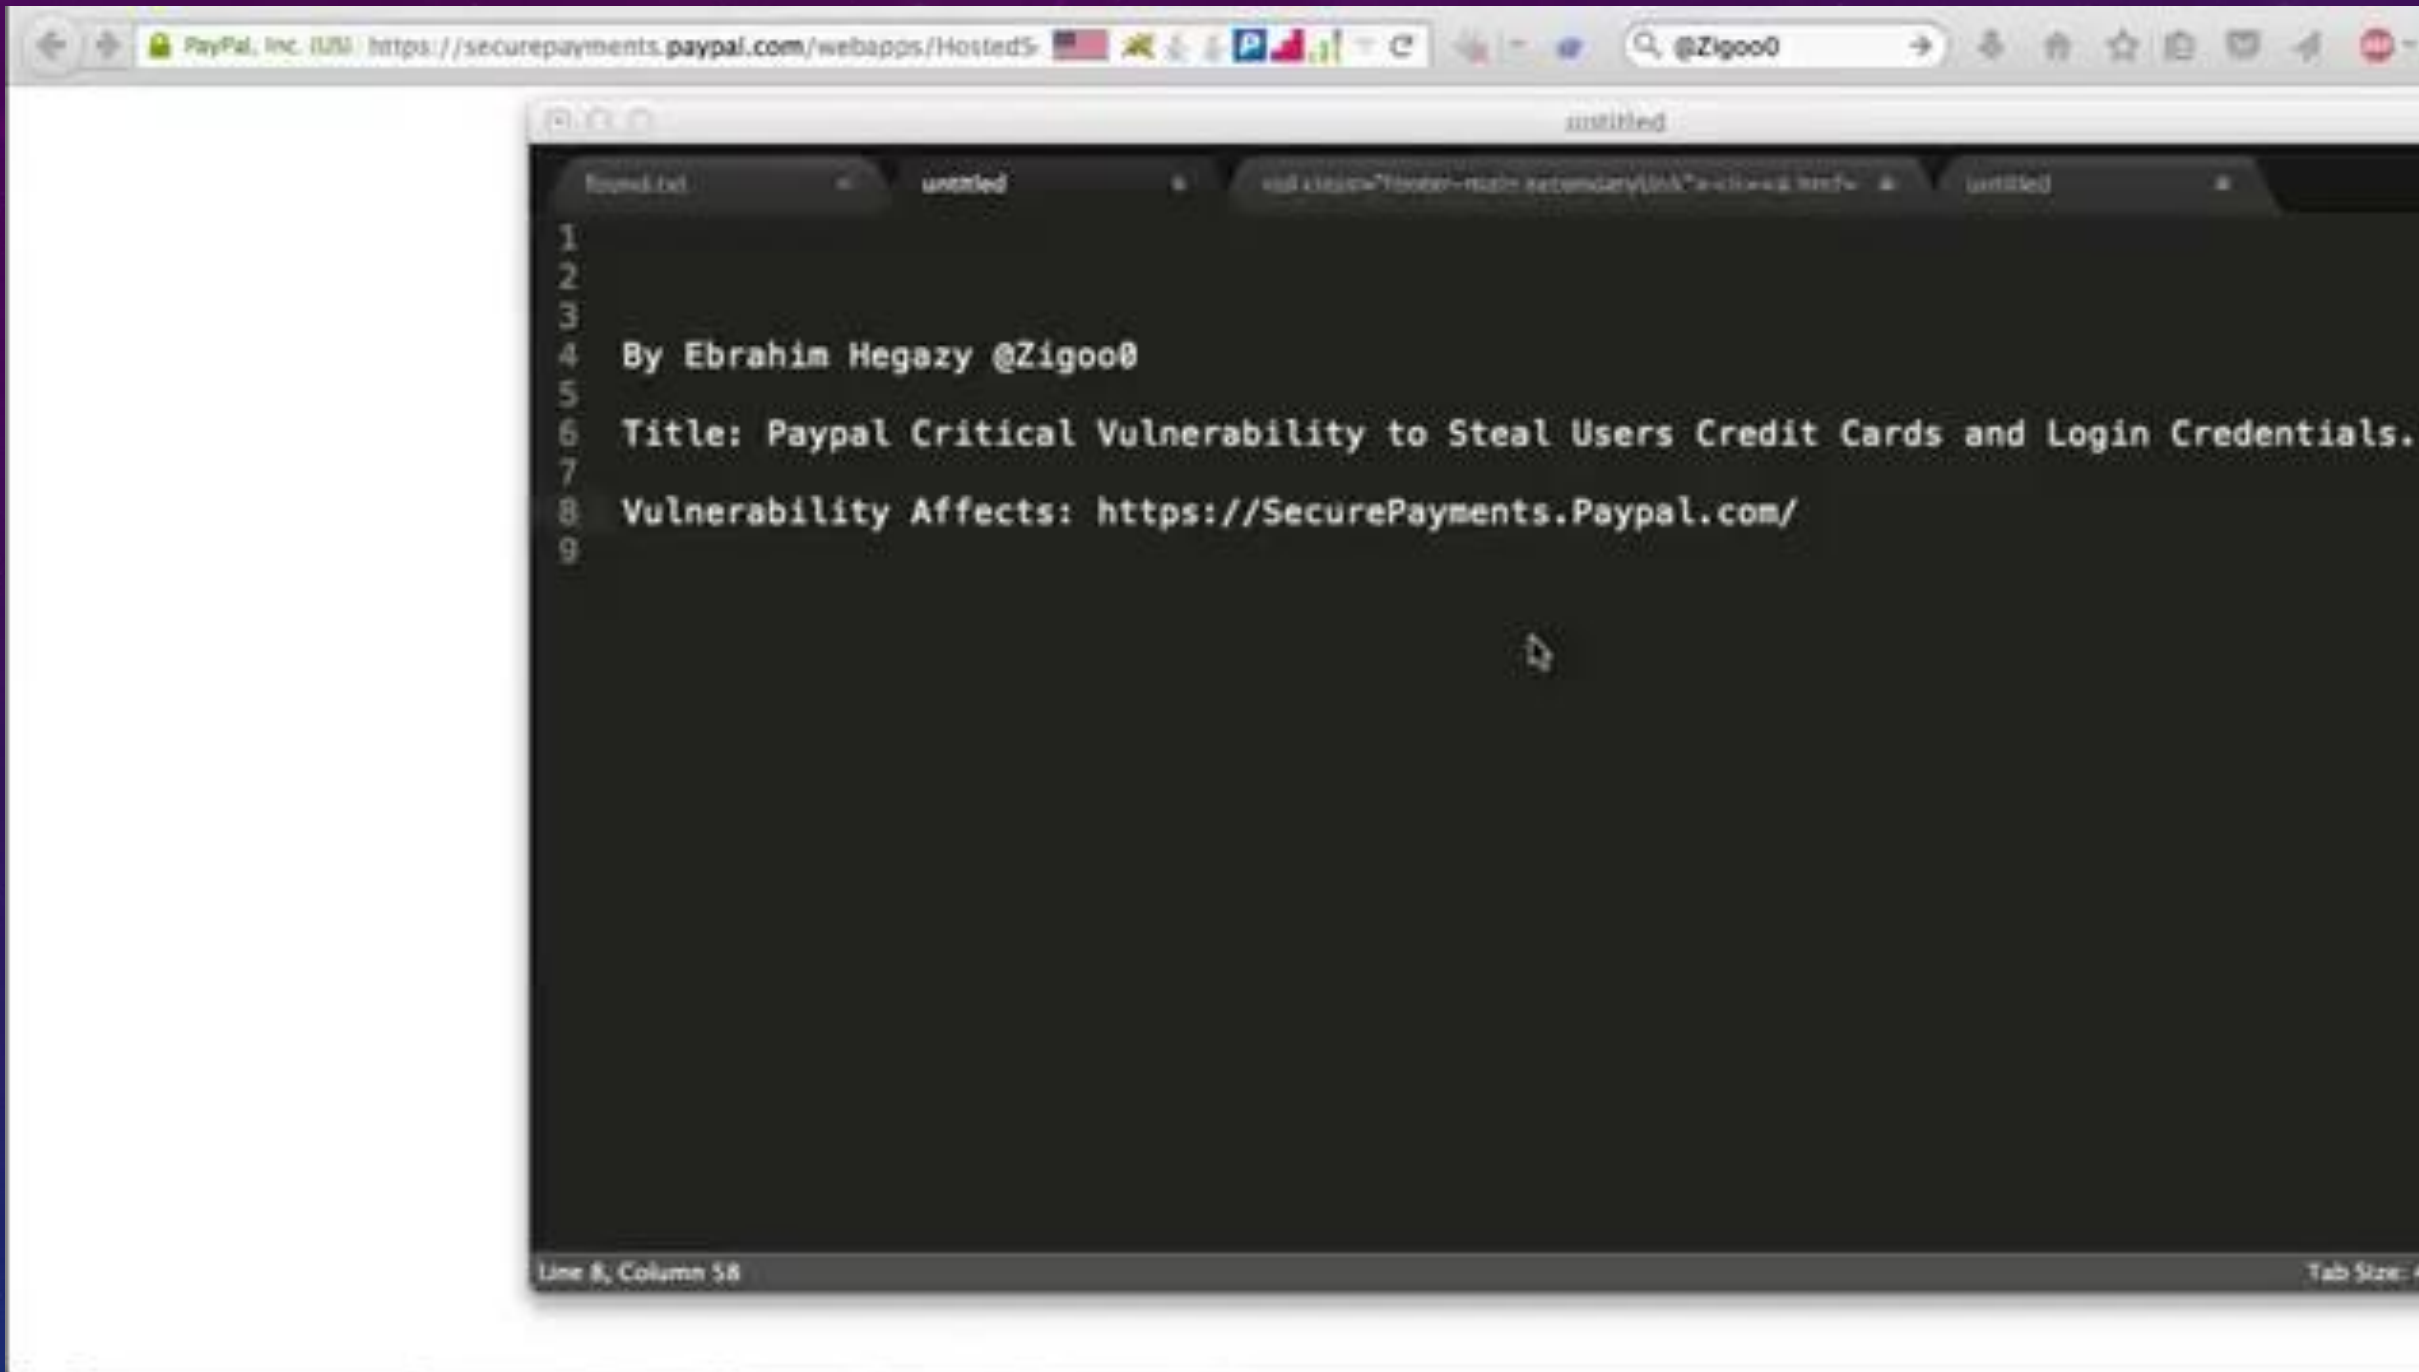 PayPal, Inc. (US) https://securepayments.paypal.com/webapps/HostedS
@Zigoo0
untitled
found.txt
untitled
untitled
1
2
3
4 By Ebrahim Hegazy @Zigoo0
5
6 Title: Paypal Critical Vulnerability to Steal Users Credit Cards and Login Credentials.
7
8 Vulnerability Affects: https://SecurePayments.Paypal.com/
9
Line 8, Column 58
Tab Size: